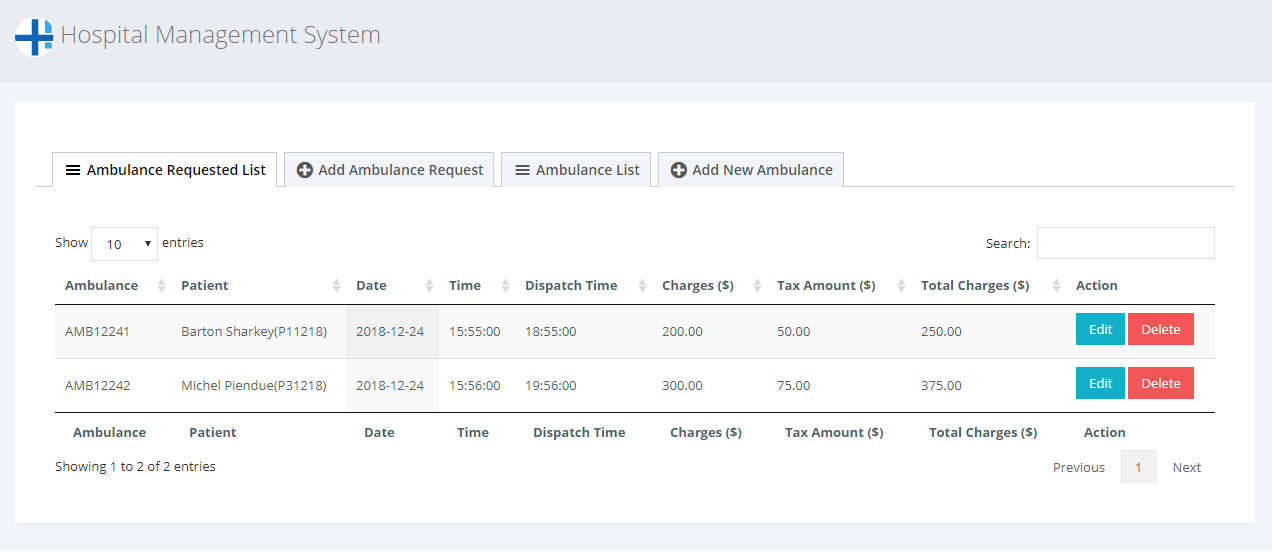 Hospital Management System
Ambulance Requested List Add Ambulance Request Ambulance List Add New Ambulance
Show 10 entries Search:
Ambulance Patient Date Time Dispatch Time Charges ($) Tax Amount ($) Total Charges ($) Action
AMB12241 Barton Sharkey(P11218) 2018-12-24 15:55:00 18:55:00 200.00 50.00 250.00 Edit Delete
AMB12242 Michel Piendue(P31218) 2018-12-24 15:56:00 19:56:00 300.00 75.00 375.00 Edit Delete
Ambulance Patient Date Time Dispatch Time Charges ($) Tax Amount ($) Total Charges ($) Action
Showing 1 to 2 of 2 entries Previous 1 Next